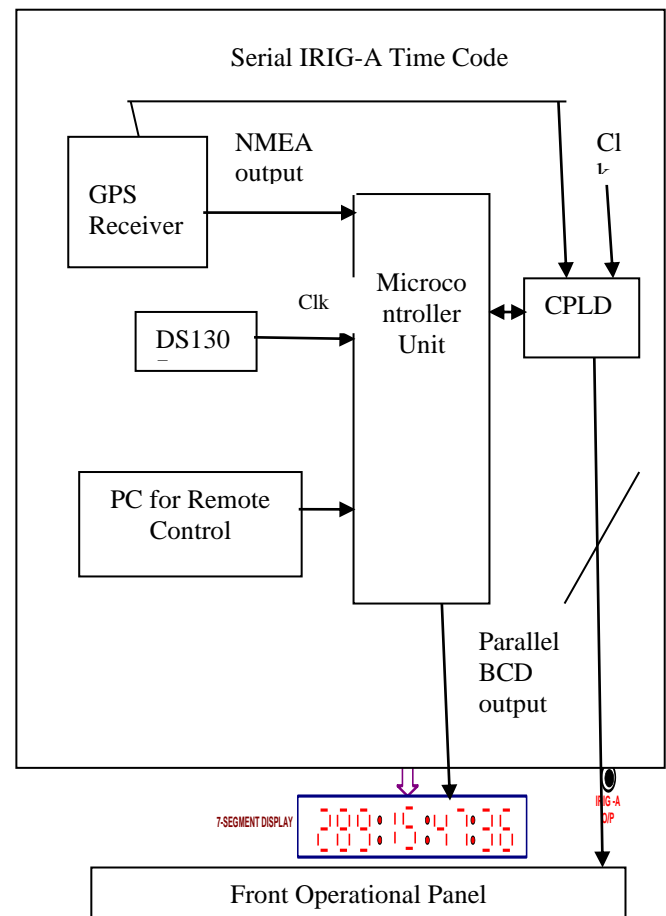 Serial IRIG-A Time Code
NMEA
output
Cl
k
GPS
Receiver
Clk
Microco
ntroller
Unit
CPLD
DS130
PC for Remote
Control
Parallel
BCD
output
7-SEGMENT DISPLAY
IRIG -A
O/P
Front Operational Panel